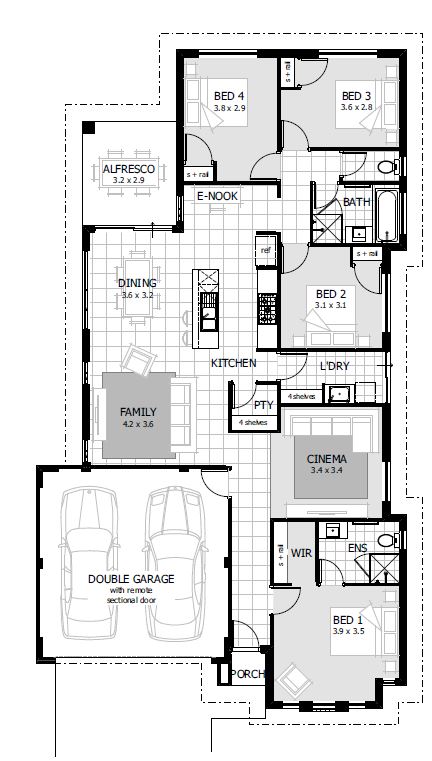 s + rail
BED 4
3.8 x 2.9
BED 3
3.6 x 2.8
ALFRESCO
3.2 x 2.9
s + rail
E-NOOK
BATH
ref
s + rail
DINING
3.6 x 3.2
BED 2
3.1 x 3.1
KITCHEN
L'DRY
PTY
4 shelves
4 shelves
FAMILY
4.2 x 3.6
CINEMA
3.4 x 3.4
s + rail
WIR
ENS
DOUBLE GARAGE
with remote
sectional door
BED 1
3.9 x 3.5
PORCH